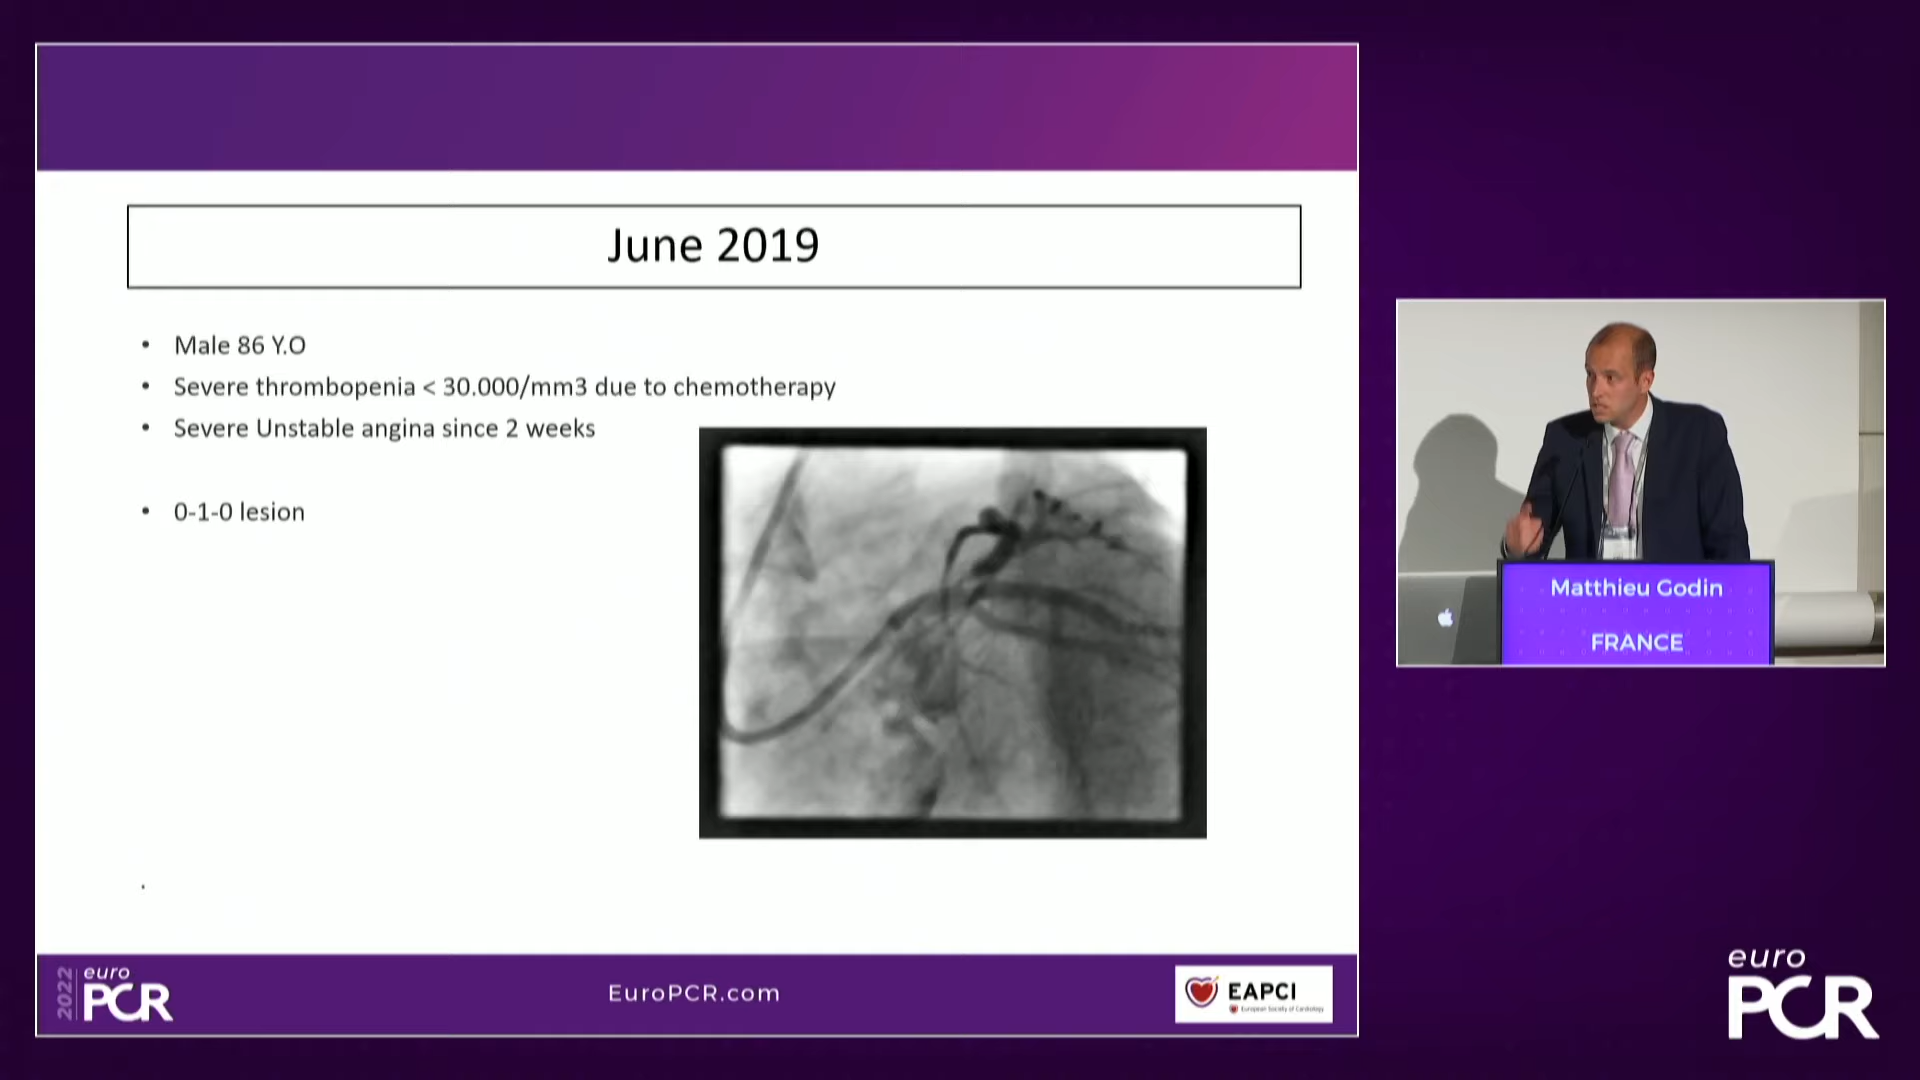 June 2019
• Male 86 Y.O
• Severe thrombopenia < 30.000/mm3 due to chemotherapy
• Severe Unstable angina since 2 weeks
• 0-1-0 lesion
.
2022
euro
PCR
EuroPCR.com
EAPCI
European Society of Cardiology
Matthieu Godin
FRANCE
euro
PCR